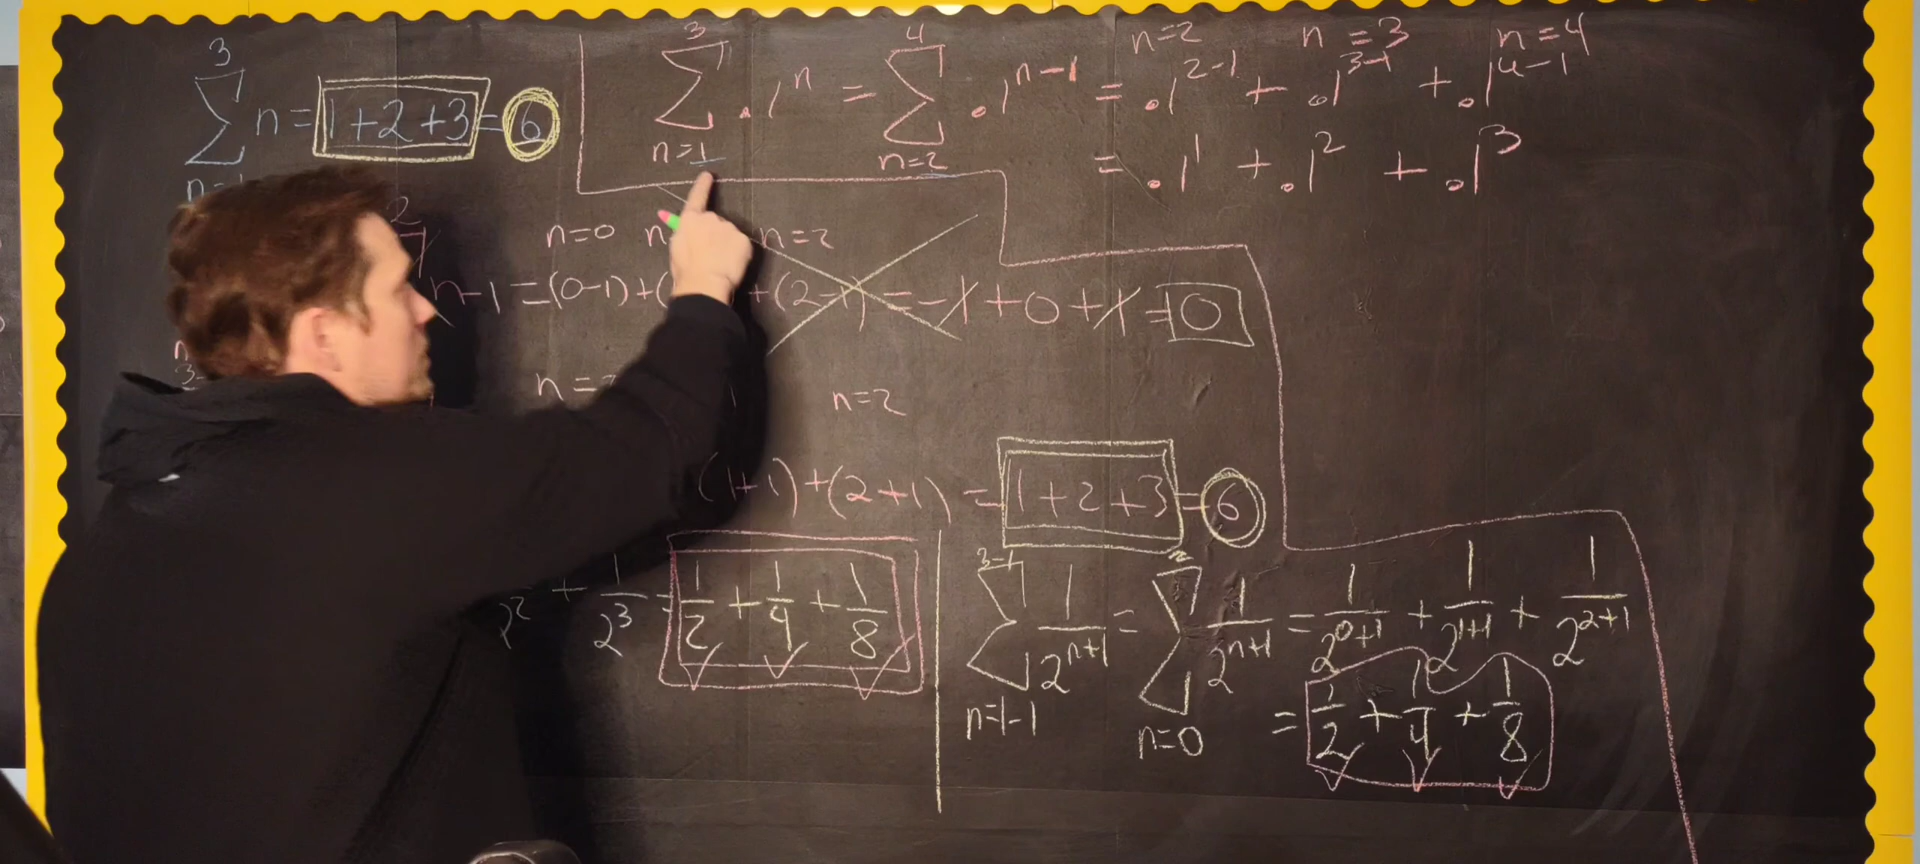 3 3 4 n=2 n=3 n=4
∑ n = 1+2+3 = 6 ∑ .1^n = ∑ .1^(n-1) = .1^(2-1) + .1^(3-1) + .1^(4-1)
n=1 n=2 = .1^1 + .1^2 + .1^3
2 n=0 n n=2
n-1 = (0-1) + ( + (2-1) = -1 + 0 + 1 = 0
n= n=2
(1+1) + (2+1) = 1+2+3 = 6
2^2 + 1/2^3 = 1/2 + 1/4 + 1/8
3-1 2
∑ 1/2^(n+1) = ∑ 1/2^(n+1) = 1/2^(0+1) + 1/2^(1+1) + 1/2^(2+1)
n=1-1 n=0 = 1/2 + 1/4 + 1/8